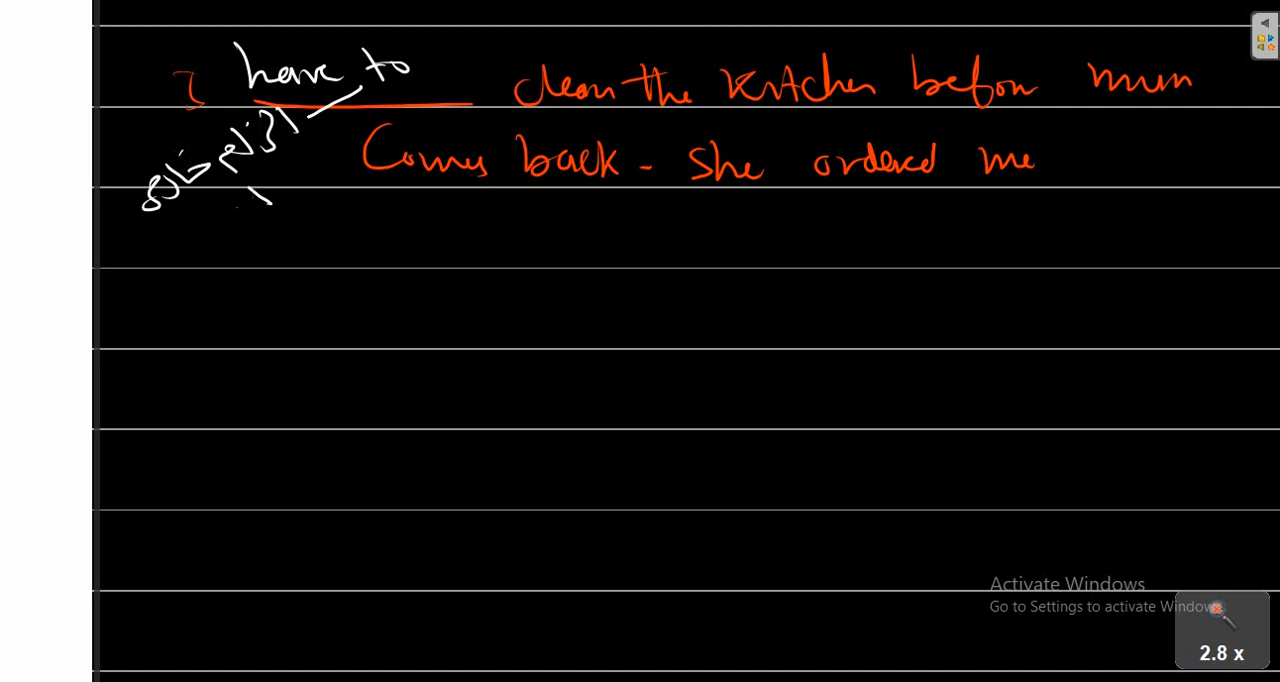 I have to clean the kitchen before mum
الزام خارجي
comes back - she ordered me
Activate Windows
Go to Settings to activate Windows
2.8 x